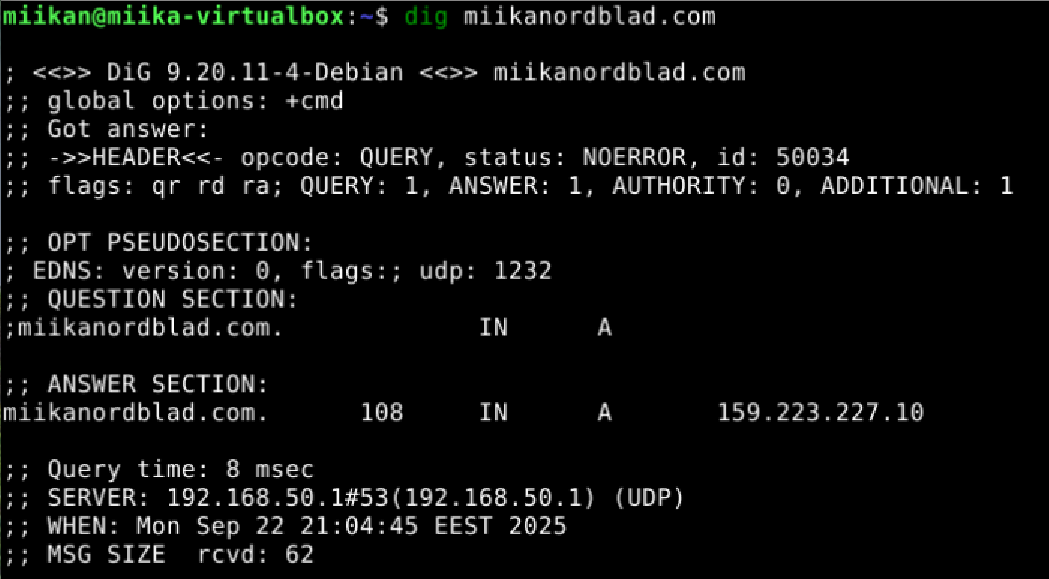 miikan@miika-virtualbox:~$ dig miikanordblad.com
; <<>> DiG 9.20.11-4-Debian <<>> miikanordblad.com
;; global options: +cmd
;; Got answer:
;; ->>HEADER<<- opcode: QUERY, status: NOERROR, id: 50034
;; flags: qr rd ra; QUERY: 1, ANSWER: 1, AUTHORITY: 0, ADDITIONAL: 1
;; OPT PSEUDOSECTION:
; EDNS: version: 0, flags:; udp: 1232
;; QUESTION SECTION:
;miikanordblad.com. IN A
;; ANSWER SECTION:
miikanordblad.com. 108 IN A 159.223.227.10
;; Query time: 8 msec
;; SERVER: 192.168.50.1#53(192.168.50.1) (UDP)
;; WHEN: Mon Sep 22 21:04:45 EEST 2025
;; MSG SIZE rcvd: 62